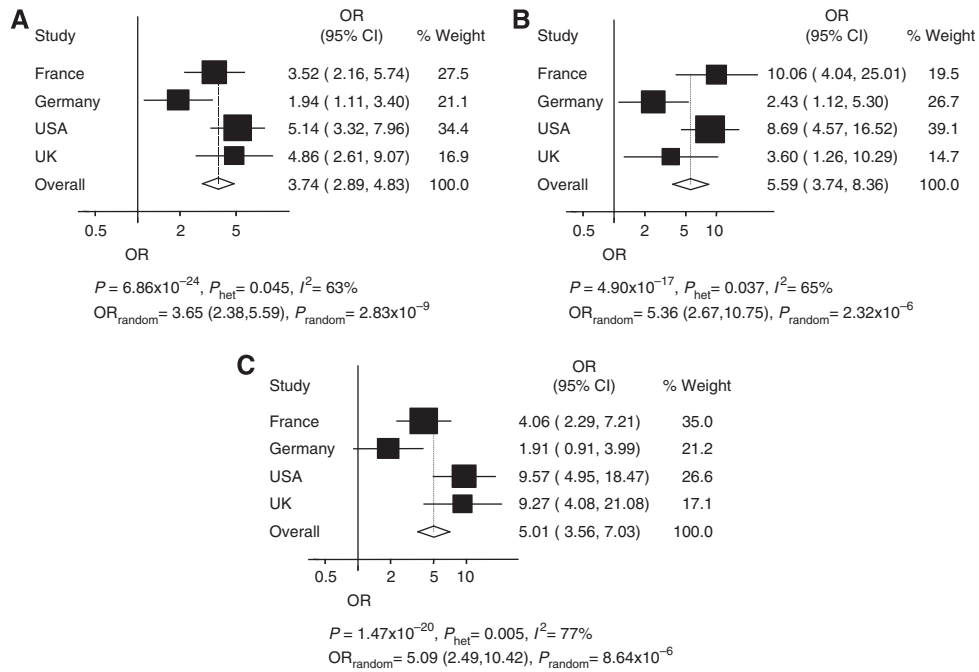 A
Study OR (95% CI) % Weight
France 3.52 ( 2.16, 5.74) 27.5
Germany 1.94 ( 1.11, 3.40) 21.1
USA 5.14 ( 3.32, 7.96) 34.4
UK 4.86 ( 2.61, 9.07) 16.9
Overall 3.74 ( 2.89, 4.83) 100.0
0.5 2 5
OR
P = 6.86x10⁻²⁴, Phet= 0.045, I²= 63%
ORrandom= 3.65 (2.38,5.59), Prandom= 2.83x10⁻⁹
B
Study OR (95% CI) % Weight
France 10.06 ( 4.04, 25.01) 19.5
Germany 2.43 ( 1.12, 5.30) 26.7
USA 8.69 ( 4.57, 16.52) 39.1
UK 3.60 ( 1.26, 10.29) 14.7
Overall 5.59 ( 3.74, 8.36) 100.0
0.5 2 5 10
OR
P = 4.90x10⁻¹⁷, Phet= 0.037, I²= 65%
ORrandom= 5.36 (2.67,10.75), Prandom= 2.32x10⁻⁶
C
Study OR (95% CI) % Weight
France 4.06 ( 2.29, 7.21) 35.0
Germany 1.91 ( 0.91, 3.99) 21.2
USA 9.57 ( 4.95, 18.47) 26.6
UK 9.27 ( 4.08, 21.08) 17.1
Overall 5.01 ( 3.56, 7.03) 100.0
0.5 2 5 10
OR
P = 1.47x10⁻²⁰, Phet= 0.005, I²= 77%
ORrandom= 5.09 (2.49,10.42), Prandom= 8.64x10⁻⁶